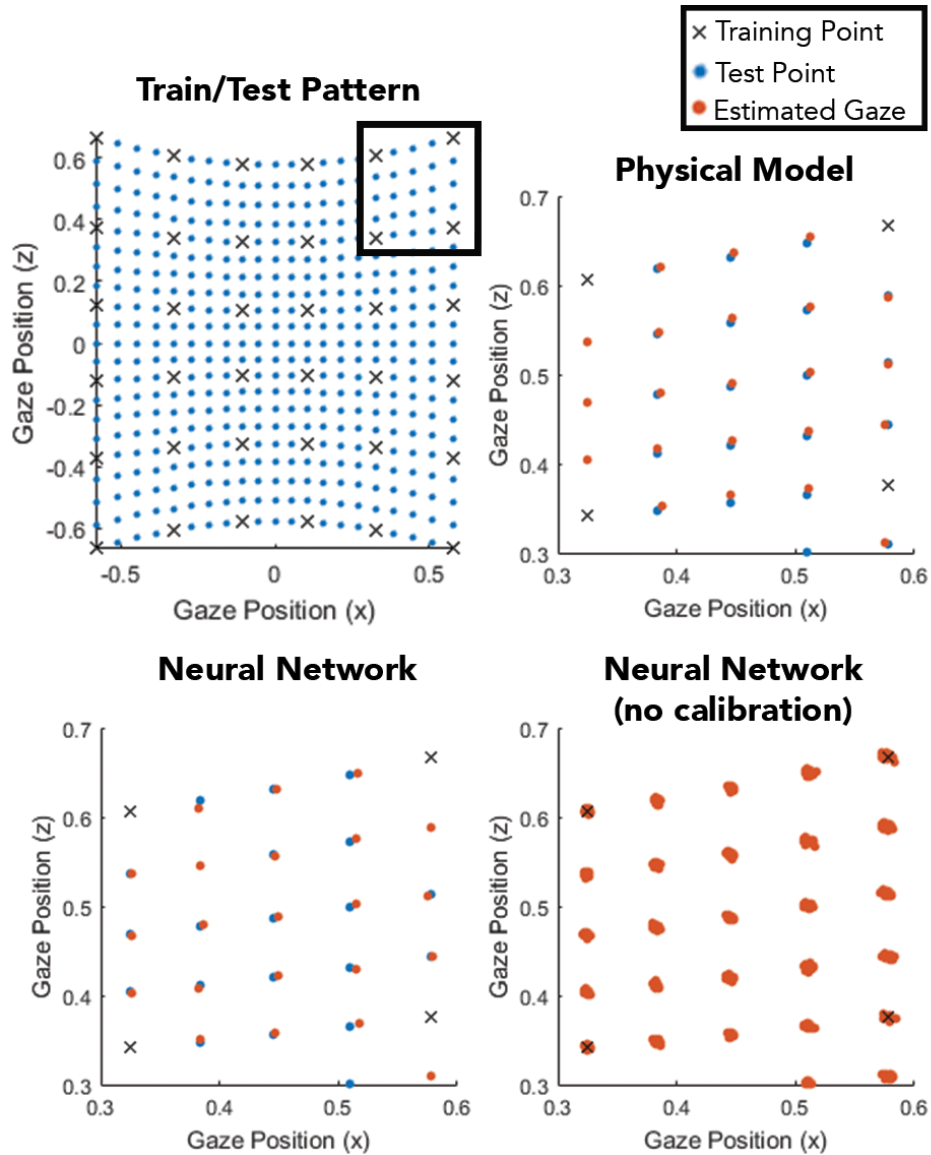 Training Point
Test Point
Estimated Gaze
Train/Test Pattern
0.6
0.4
0.2
0
-0.2
-0.4
-0.6
-0.5
0
0.5
Gaze Position (z)
Gaze Position (x)
Physical Model
0.7
0.6
0.5
0.4
0.3
0.3
0.4
0.5
0.6
Gaze Position (z)
Gaze Position (x)
Neural Network
0.7
0.6
0.5
0.4
0.3
0.3
0.4
0.5
0.6
Gaze Position (z)
Gaze Position (x)
Neural Network
(no calibration)
0.7
0.6
0.5
0.4
0.3
0.3
0.4
0.5
0.6
Gaze Position (z)
Gaze Position (x)